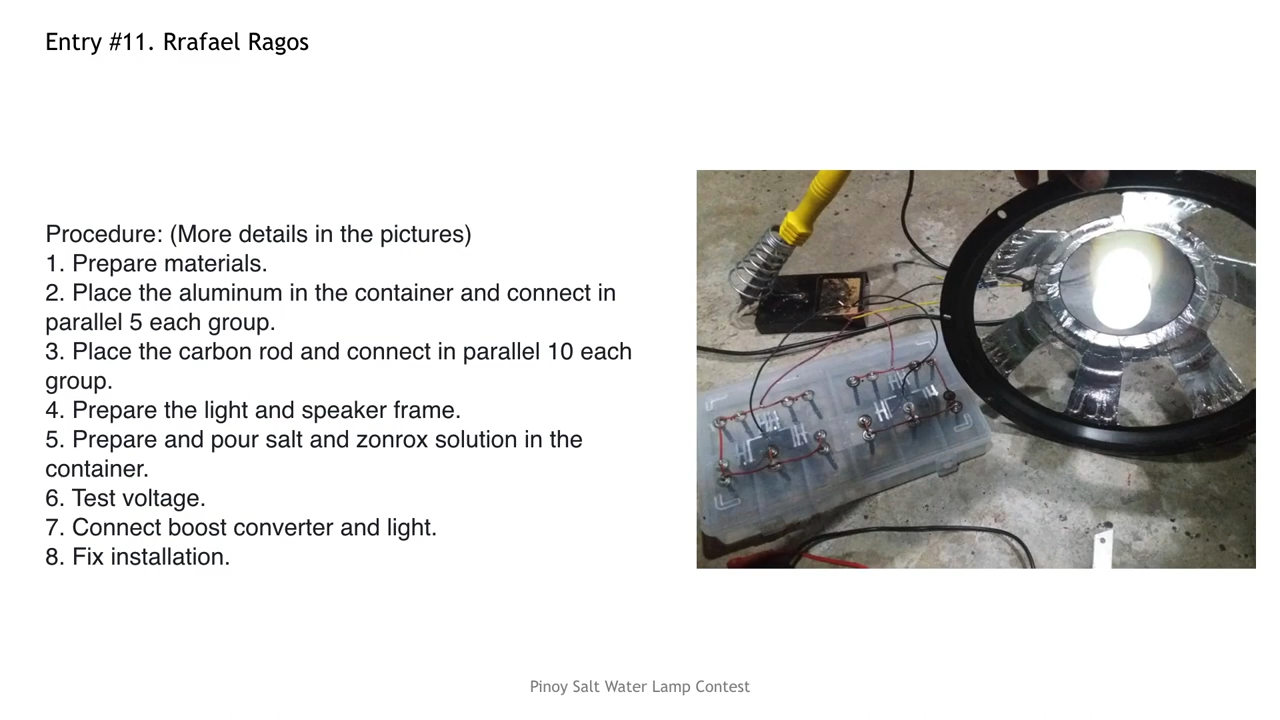 Entry #11. Rrafael Ragos
Procedure: (More details in the pictures)
1. Prepare materials.
2. Place the aluminum in the container and connect in
parallel 5 each group.
3. Place the carbon rod and connect in parallel 10 each
group.
4. Prepare the light and speaker frame.
5. Prepare and pour salt and zonrox solution in the
container.
6. Test voltage.
7. Connect boost converter and light.
8. Fix installation.
Pinoy Salt Water Lamp Contest